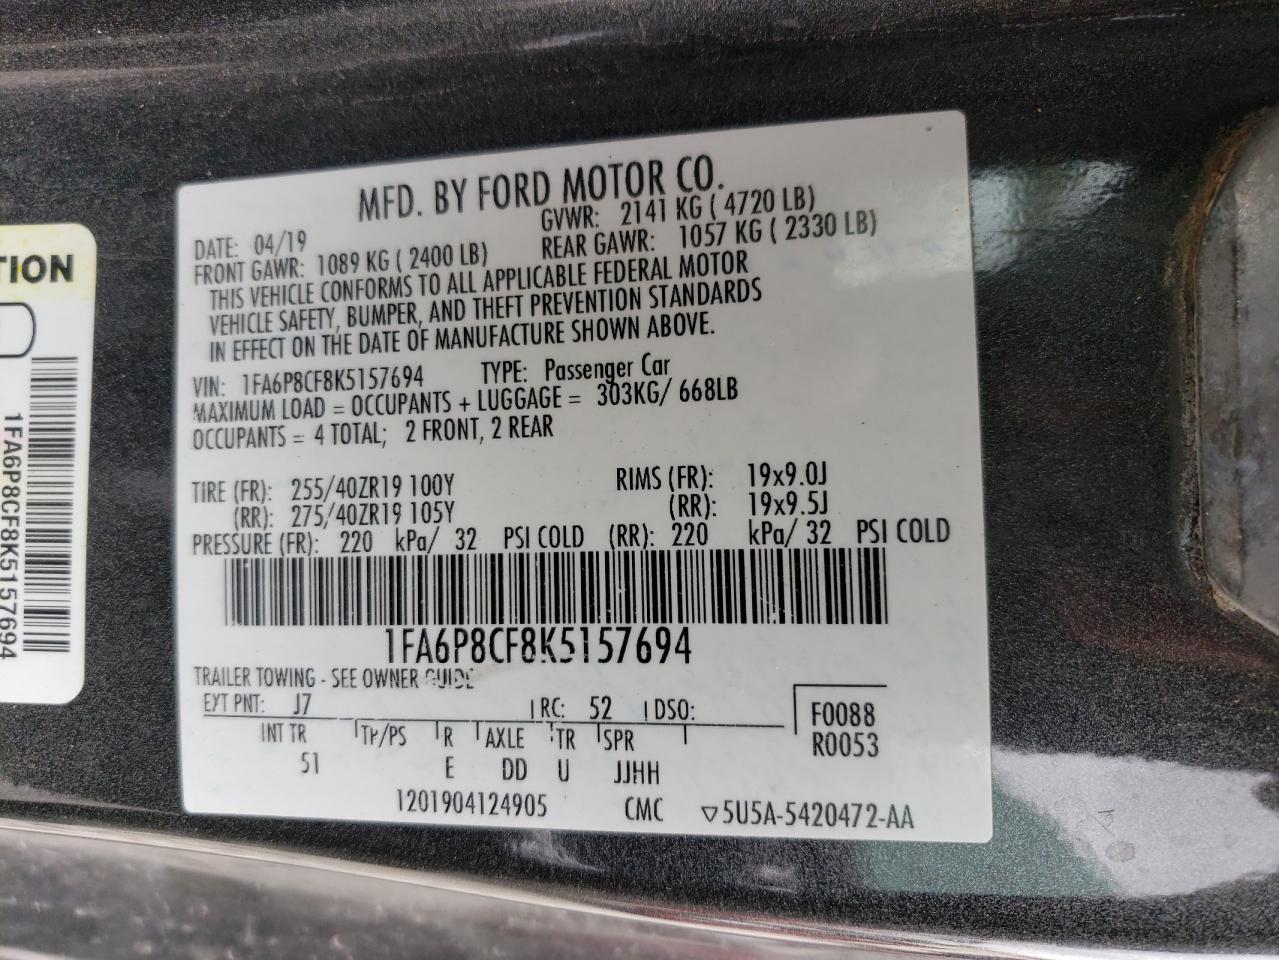 MFD. BY FORD MOTOR CO.
DATE: 04/19 GVWR: 2141 KG ( 4720 LB)
FRONT GAWR: 1089 KG ( 2400 LB) REAR GAWR: 1057 KG ( 2330 LB)
THIS VEHICLE CONFORMS TO ALL APPLICABLE FEDERAL MOTOR
VEHICLE SAFETY, BUMPER, AND THEFT PREVENTION STANDARDS
IN EFFECT ON THE DATE OF MANUFACTURE SHOWN ABOVE.
VIN: 1FA6P8CF8K5157694 TYPE: Passenger Car
MAXIMUM LOAD = OCCUPANTS + LUGGAGE = 303KG/ 668LB
OCCUPANTS = 4 TOTAL; 2 FRONT, 2 REAR
TIRE (FR): 255/40ZR19 100Y RIMS (FR): 19x9.0J
(RR): 275/40ZR19 105Y (RR): 19x9.5J
PRESSURE (FR): 220 kPa/ 32 PSI COLD (RR): 220 kPa/ 32 PSI COLD
1FA6P8CF8K5157694
TRAILER TOWING - SEE OWNER GUIDE
EXT PNT: J7 RC: 52 DSO: F0088
INT TR TP/PS R AXLE TR SPR R0053
51 E DD U JJHH
1201904124905 CMC ▽5U5A-5420472-AA
TION
1FA6P8CF8K5157694